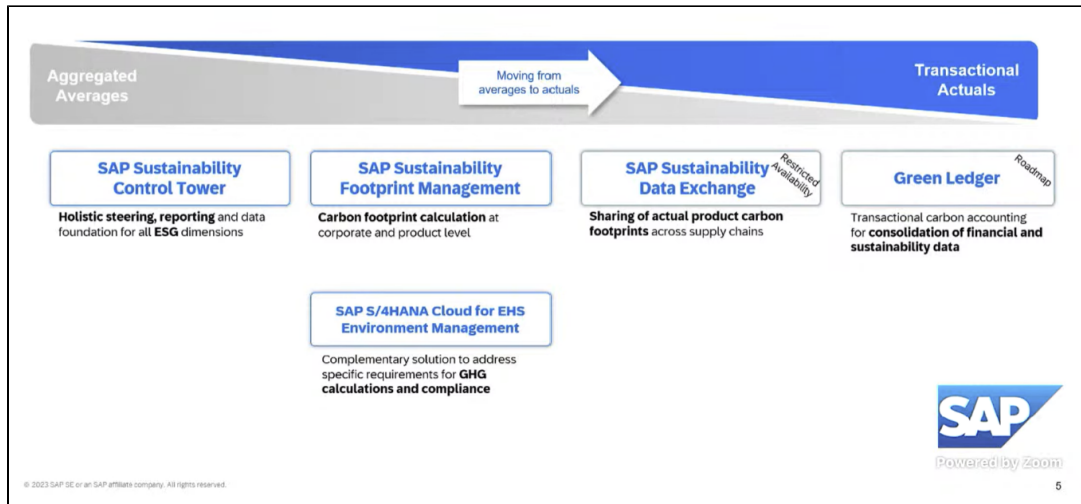 Aggregated
Averages
Moving from
averages to actuals
Transactional
Actuals
SAP Sustainability
Control Tower
Holistic steering, reporting and data
foundation for all ESG dimensions
SAP Sustainability
Footprint Management
Carbon footprint calculation at
corporate and product level
SAP S/4HANA Cloud for EHS
Environment Management
Complementary solution to address
specific requirements for GHG
calculations and compliance
SAP Sustainability
Data Exchange
Restricted
Availability
Sharing of actual product carbon
footprints across supply chains
Green Ledger
Roadmap
Transactional carbon accounting
for consolidation of financial and
sustainability data
SAP
Powered by Zoom
© 2023 SAP SE or an SAP affiliate company. All rights reserved.
5